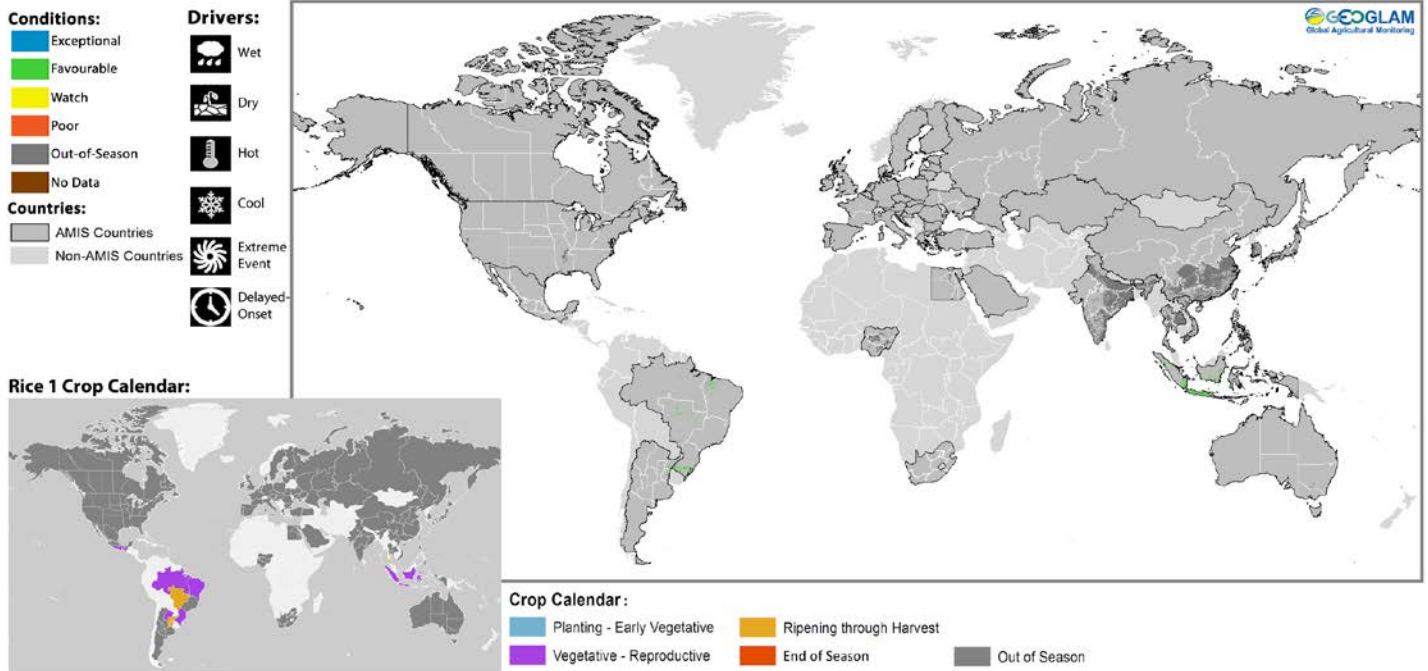 Conditions:
Exceptional
Favourable
Watch
Poor
Out-of-Season
No Data
Countries:
AMIS Countries
Non-AMIS Countries
Drivers:
Wet
Dry
Hot
Cool
Extreme
Event
Delayed-
Onset
GEOGLAM
Global Agricultural Monitoring
Rice 1 Crop Calendar:
Crop Calendar :
Planting - Early Vegetative
Ripening through Harvest
Vegetative - Reproductive
End of Season
Out of Season